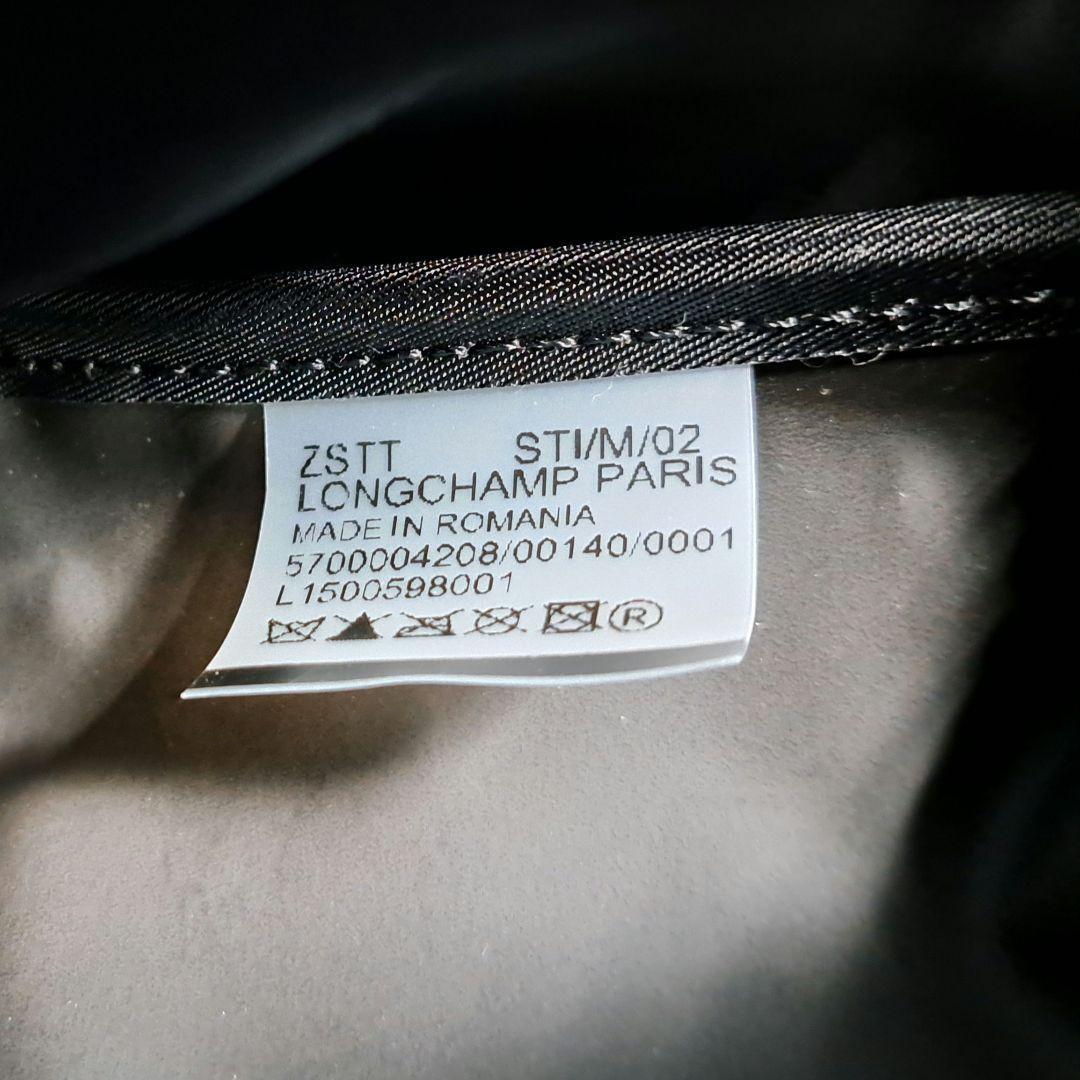 ZSTT STI/M/02
LONGCHAMP PARIS
MADE IN ROMANIA
5700004208/00140/0001
L1500598001
®